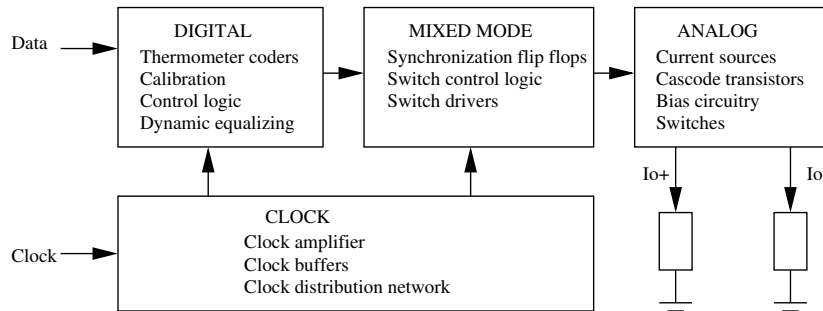 Data
DIGITAL
Thermometer coders
Calibration
Control logic
Dynamic equalizing
MIXED MODE
Synchronization flip flops
Switch control logic
Switch drivers
ANALOG
Current sources
Cascode transistors
Bias circuitry
Switches
Io+
Io
Clock
CLOCK
Clock amplifier
Clock buffers
Clock distribution network